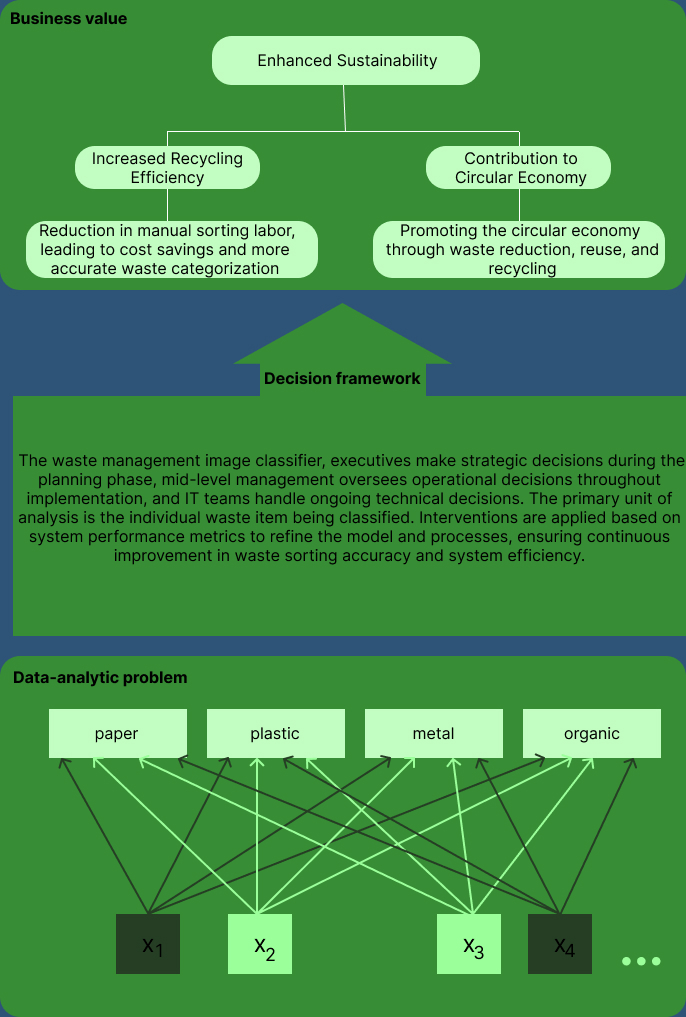 Business value
Enhanced Sustainability
Increased Recycling
Efficiency
Contribution to
Circular Economy
Reduction in manual sorting labor,
leading to cost savings and more
accurate waste categorization
Promoting the circular economy
through waste reduction, reuse, and
recycling
Decision framework
The waste management image classifier, executives make strategic decisions during the
planning phase, mid-level management oversees operational decisions throughout
implementation, and IT teams handle ongoing technical decisions. The primary unit of
analysis is the individual waste item being classified. Interventions are applied based on
system performance metrics to refine the model and processes, ensuring continuous
improvement in waste sorting accuracy and system efficiency.
Data-analytic problem
paper
plastic
metal
organic
x1
x2
x3
x4
...